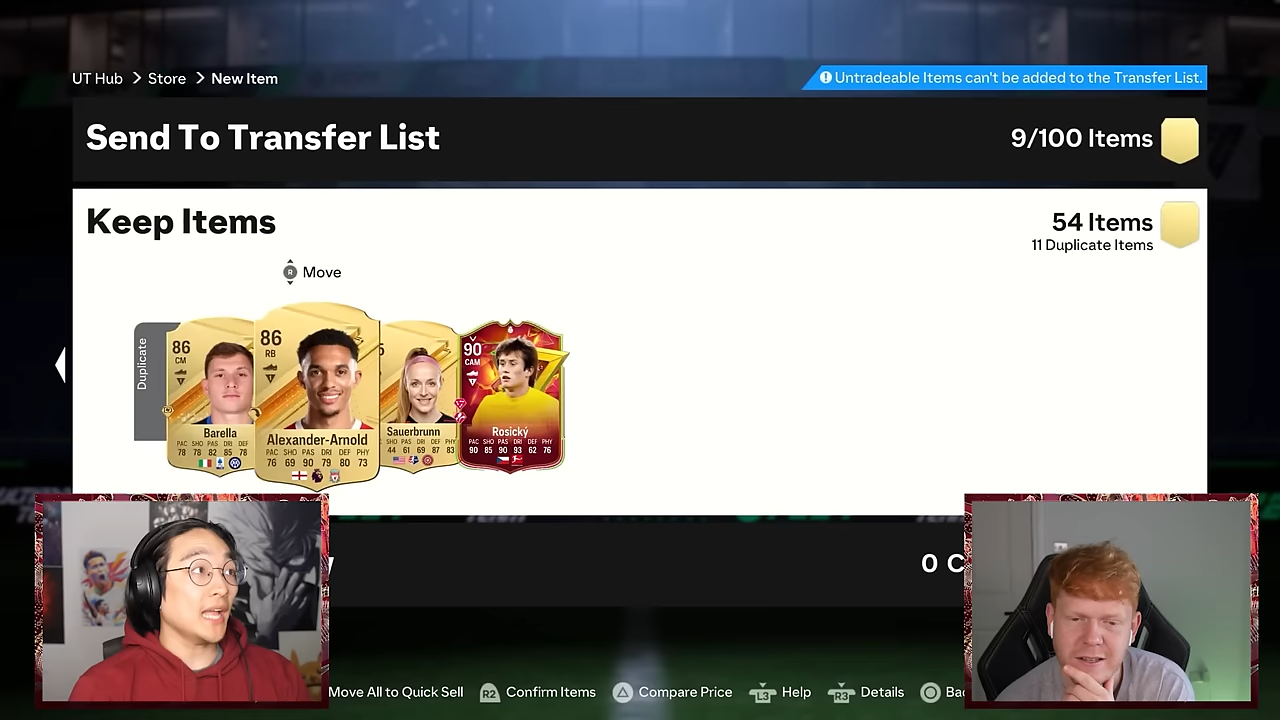 UT Hub > Store > New Item
Untradeable Items can't be added to the Transfer List.
Send To Transfer List
9/100 Items
Keep Items
54 Items
11 Duplicate Items
R Move
Duplicate
86
CM
Barella
PAC SHO PAS DRI DEF
78 78 82 85 78
86
RB
Alexander-Arnold
PAC SHO PAS DRI DEF PHY
76 69 90 79 80 73
Sauerbrunn
SHO PAS DRI DEF PHY
44 61 69 87 83
90
CAM
Rosický
PAC SHO PAS DRI DEF PHY
90 85 90 93 62 76
0 C
Move All to Quick Sell
R2 Confirm Items
Compare Price
L3 Help
R3 Details
Bac